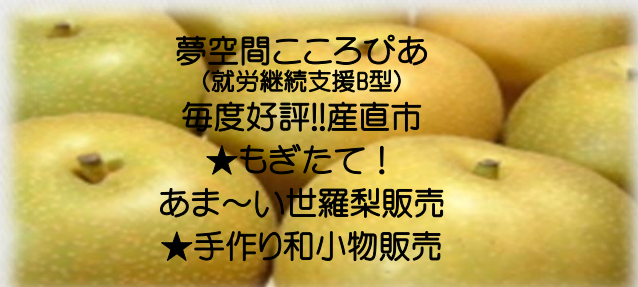 夢空間こころぴあ
（就労継続支援B型）
毎度好評!!産直市
★もぎたて！
あま～い世羅梨販売
★手作り和小物販売